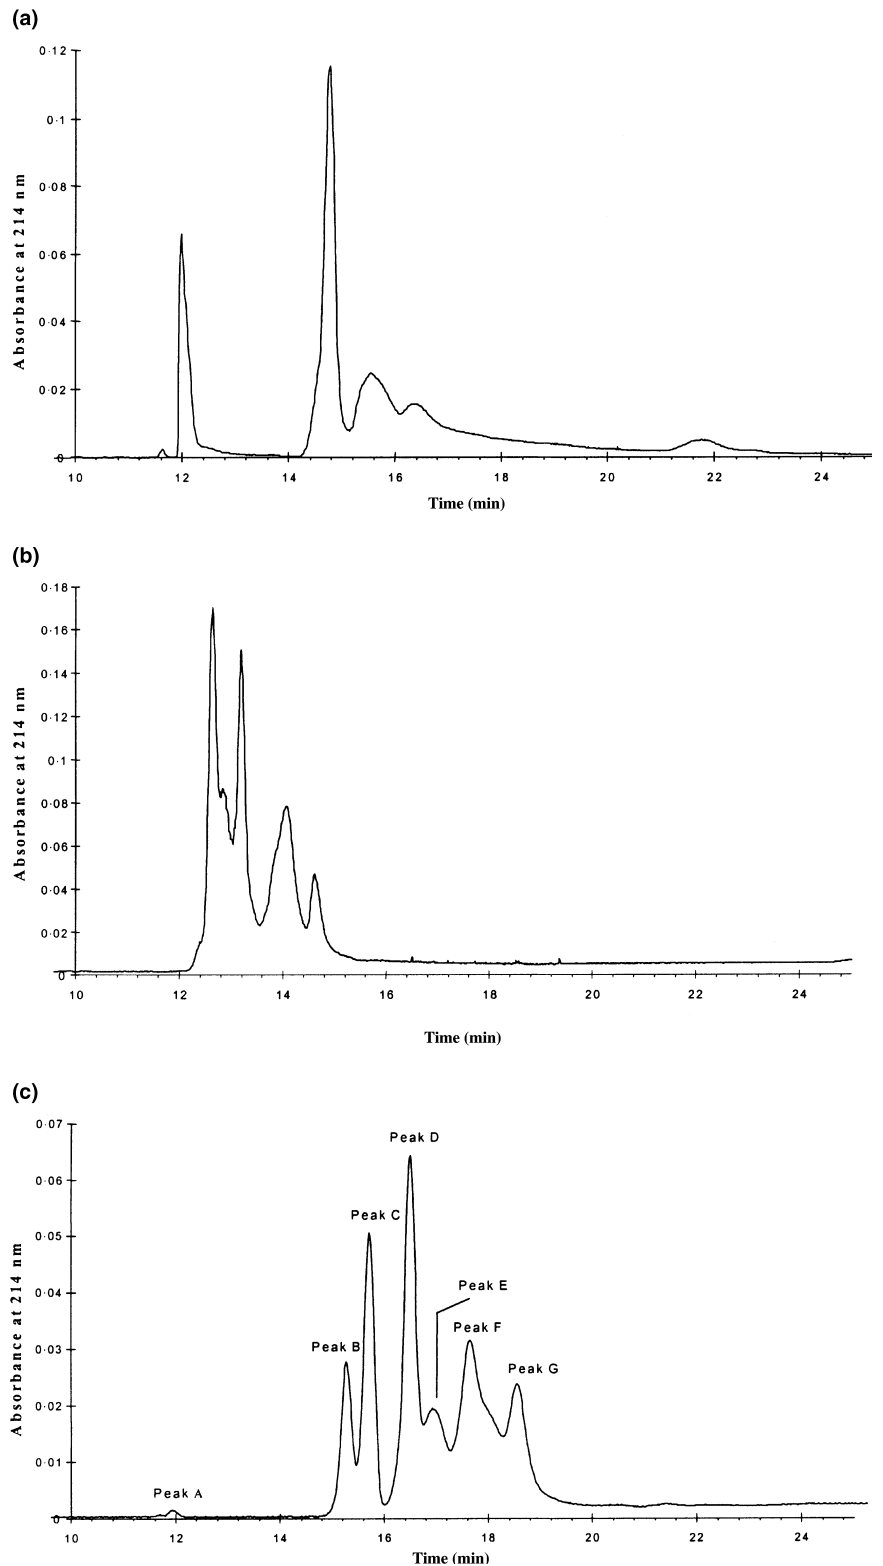 (a)
0·12
0·1
0·08
0·06
0·04
0·02
0
Absorbance at 214 nm
10 12 14 16 18 20 22 24
Time (min)
(b)
0·18
0·16
0·14
0·12
0·1
0·08
0·06
0·04
0·02
0
Absorbance at 214 nm
10 12 14 16 18 20 22 24
Time (min)
(c)
0·07
0·06
0·05
0·04
0·03
0·02
0·01
0
Absorbance at 214 nm
Peak D
Peak C
Peak E
Peak F
Peak B
Peak G
Peak A
10 12 14 16 18 20 22 24
Time (min)